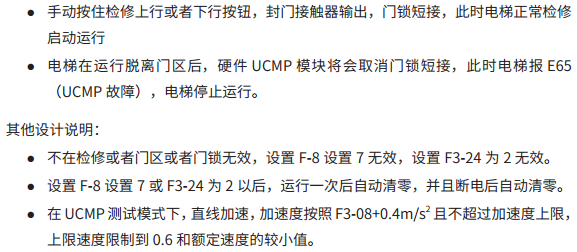 ● 手动按住检修上行或者下行按钮，封门接触器输出，门锁短接，此时电梯正常检修
启动运行
● 电梯在运行脱离门区后，硬件 UCMP 模块将会取消门锁短接，此时电梯报 E65
（UCMP 故障），电梯停止运行。
其他设计说明：
● 不在检修或者门区或者门锁无效，设置 F-8 设置 7 无效，设置 F3-24 为 2 无效。
● 设置 F-8 设置 7 或 F3-24 为 2 以后，运行一次后自动清零，并且断电后自动清零。
● 在 UCMP 测试模式下，直线加速，加速度按照 F3-08+0.4m/s² 且不超过加速度上限，
上限速度限制到 0.6 和额定速度的较小值。